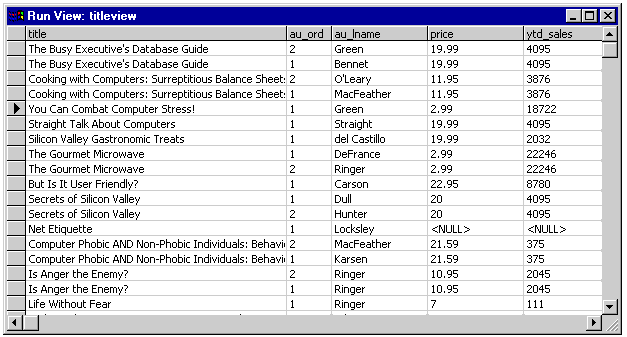 Run View: titleview
title au_ord au_lname price ytd_sales
The Busy Executive's Database Guide 2 Green 19.99 4095
The Busy Executive's Database Guide 1 Bennet 19.99 4095
Cooking with Computers: Surreptitious Balance Sheets 2 O'Leary 11.95 3876
Cooking with Computers: Surreptitious Balance Sheets 1 MacFeather 11.95 3876
You Can Combat Computer Stress! 1 Green 2.99 18722
Straight Talk About Computers 1 Straight 19.99 4095
Silicon Valley Gastronomic Treats 1 del Castillo 19.99 2032
The Gourmet Microwave 1 DeFrance 2.99 22246
The Gourmet Microwave 2 Ringer 2.99 22246
But Is It User Friendly? 1 Carson 22.95 8780
Secrets of Silicon Valley 1 Dull 20 4095
Secrets of Silicon Valley 2 Hunter 20 4095
Net Etiquette 1 Locksley <NULL> <NULL>
Computer Phobic AND Non-Phobic Individuals: Behavi 2 MacFeather 21.59 375
Computer Phobic AND Non-Phobic Individuals: Behavi 1 Karsen 21.59 375
Is Anger the Enemy? 2 Ringer 10.95 2045
Is Anger the Enemy? 1 Ringer 10.95 2045
Life Without Fear 1 Ringer 7 111